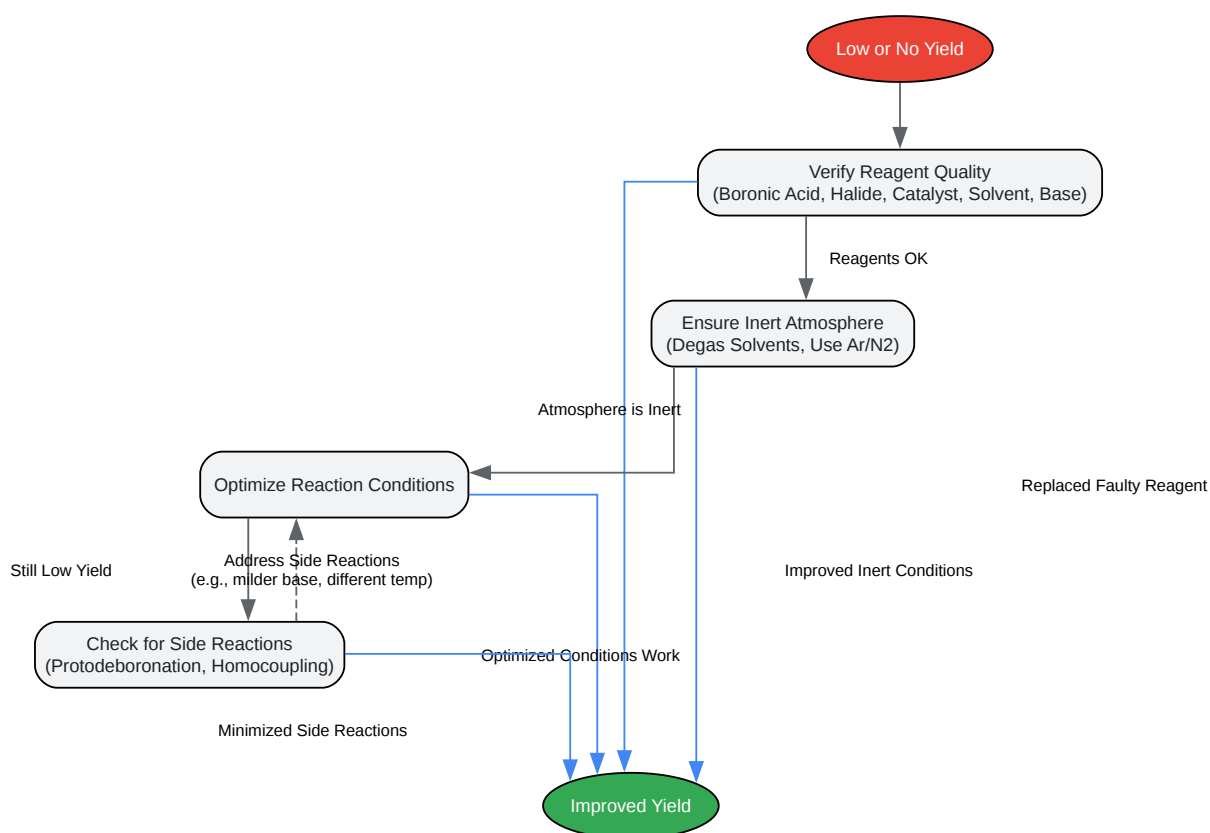 Low or No Yield
Verify Reagent Quality
(Boronic Acid, Halide, Catalyst, Solvent, Base)
Reagents OK
Ensure Inert Atmosphere
(Degas Solvents, Use Ar/N2)
Atmosphere is Inert
Optimize Reaction Conditions
Replaced Faulty Reagent
Still Low Yield
Address Side Reactions
(e.g., milder base, different temp)
Improved Inert Conditions
Check for Side Reactions
(Protodeboronation, Homocoupling)
Optimized Conditions Work
Minimized Side Reactions
Improved Yield